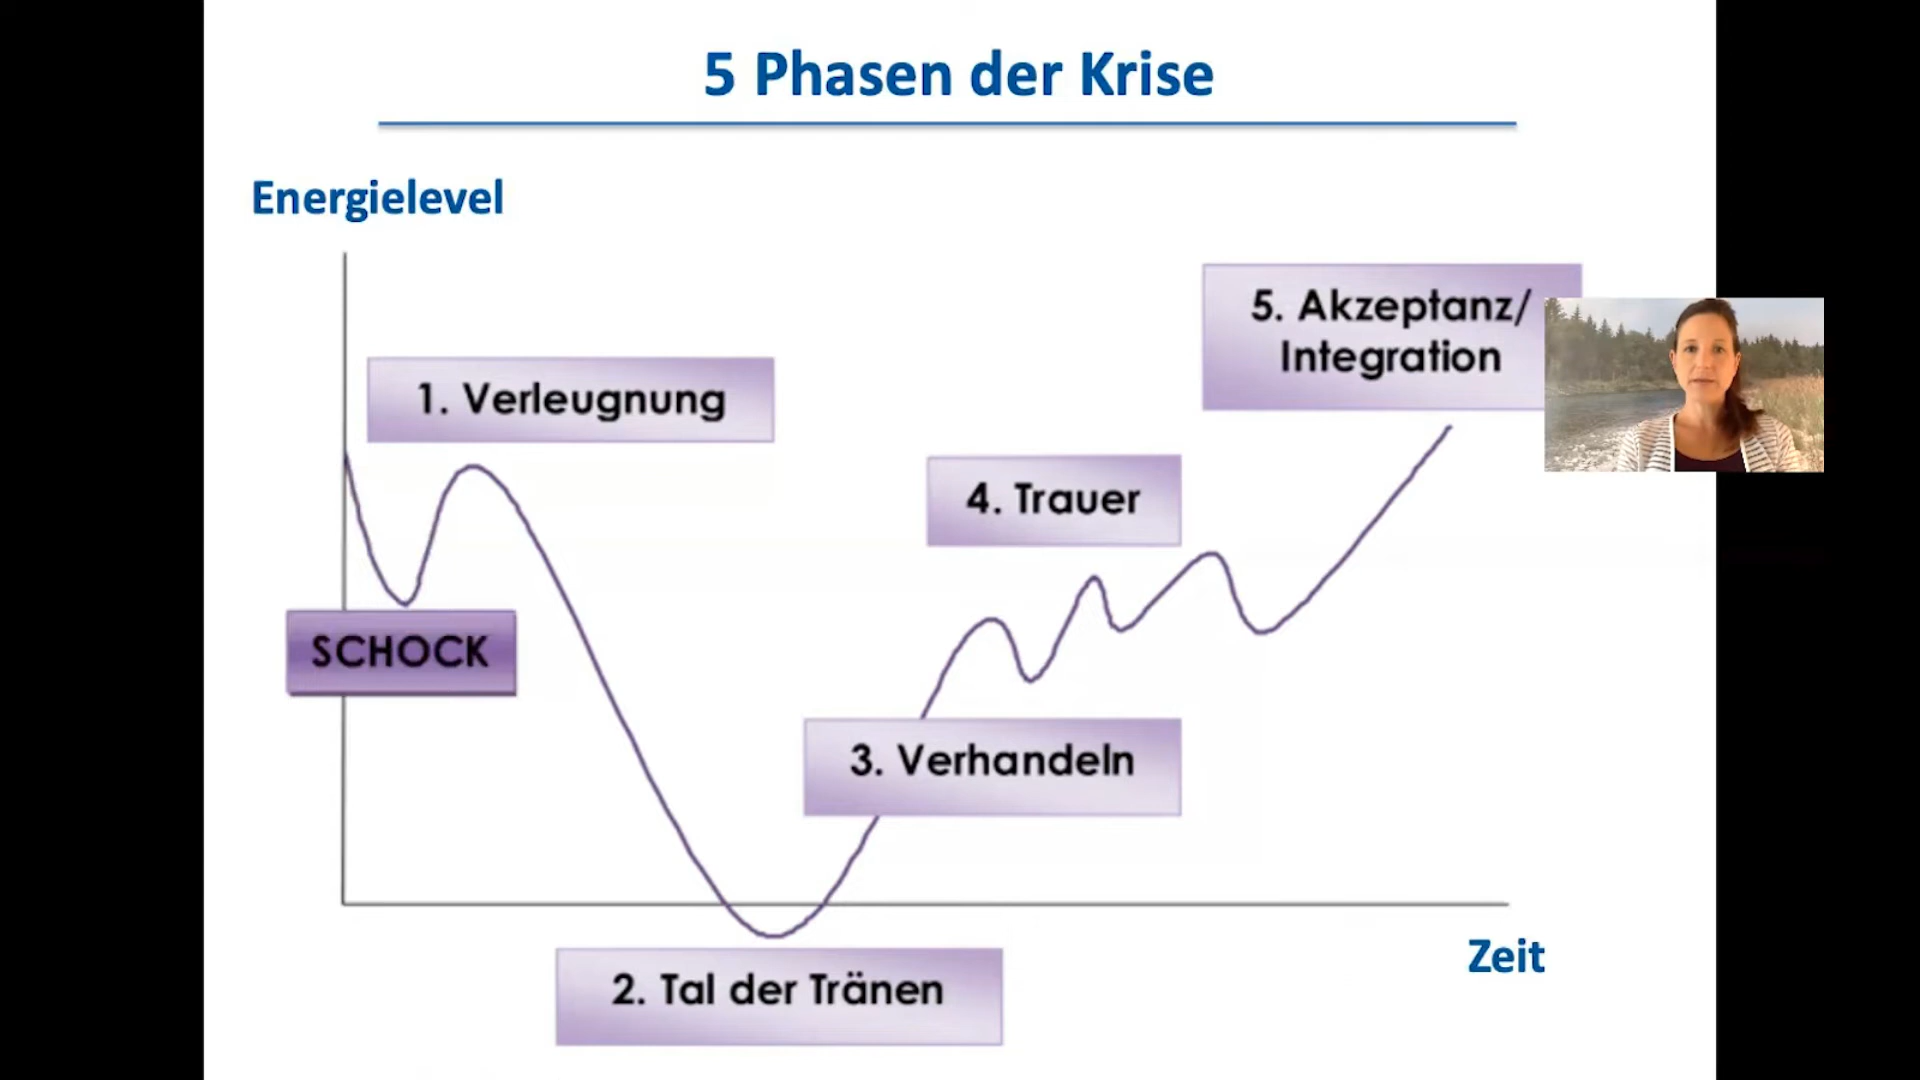 5 Phasen der Krise
Energielevel
5. Akzeptanz/
Integration
1. Verleugnung
4. Trauer
SCHOCK
3. Verhandeln
Zeit
2. Tal der Tränen